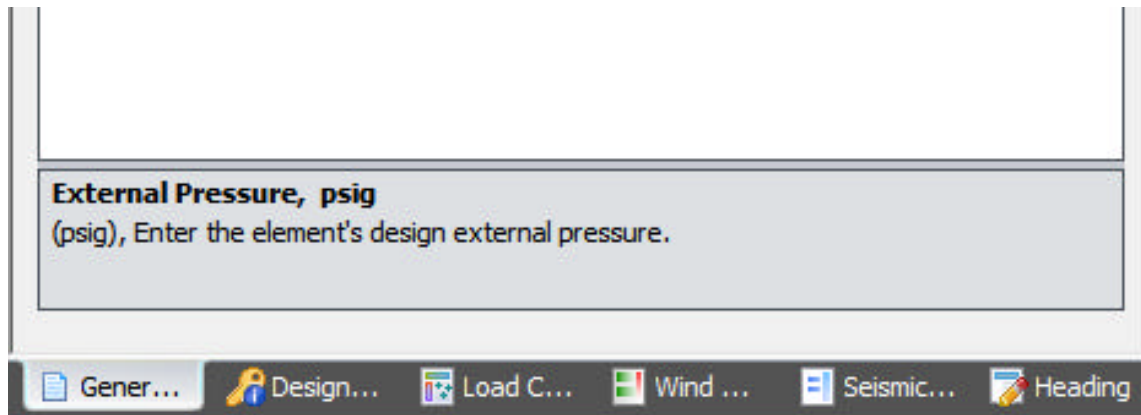 External Pressure, psig
(psig), Enter the element's design external pressure.
Gener... Design... Load C... Wind ... Seismic... Heading